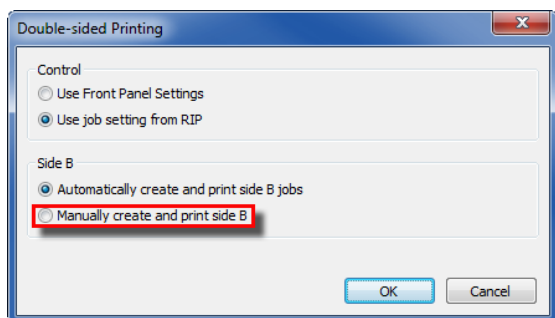 Double-sided Printing
Control
Use Front Panel Settings
Use job setting from RIP
Side B
Automatically create and print side B jobs
Manually create and print side B
OK
Cancel